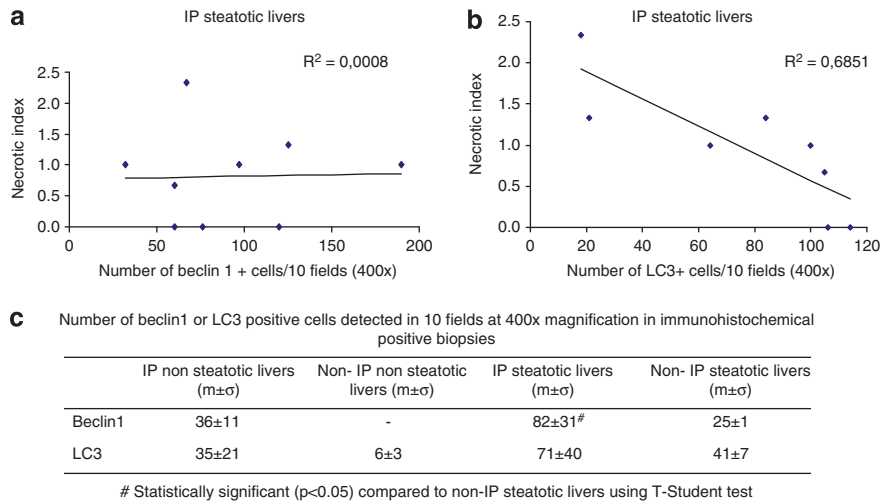 a
IP steatotic livers
R² = 0,0008
Necrotic index
2.5
2.0
1.5
1.0
0.5
0.0
0 50 100 150 200
Number of beclin 1 + cells/10 fields (400x)
b
IP steatotic livers
R² = 0,6851
Necrotic index
2.5
2.0
1.5
1.0
0.5
0.0
0 20 40 60 80 100 120
Number of LC3+ cells/10 fields (400x)
c
Number of beclin1 or LC3 positive cells detected in 10 fields at 400x magnification in immunohistochemical
positive biopsies
IP non steatotic livers Non- IP non steatotic IP steatotic livers Non- IP steatotic livers
(m±σ) livers (m±σ) (m±σ) (m±σ)
Beclin1 36±11 - 82±31# 25±1
LC3 35±21 6±3 71±40 41±7
# Statistically significant (p<0.05) compared to non-IP steatotic livers using T-Student test